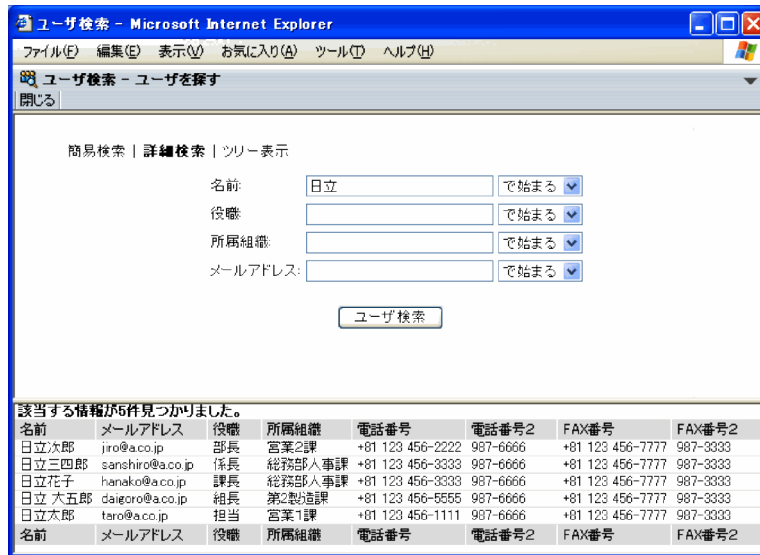 ユーザ検索 - Microsoft Internet Explorer
ファイル(F) 編集(E) 表示(V) お気に入り(A) ツール(T) ヘルプ(H)
ユーザ検索 - ユーザを探す
閉じる
簡易検索 | 詳細検索 | ツリー表示
名前: 日立 で始まる
役職: で始まる
所属組織: で始まる
メールアドレス: で始まる
ユーザ検索
該当する情報が5件見つかりました。
名前 メールアドレス 役職 所属組織 電話番号 電話番号2 FAX番号 FAX番号2
日立次郎 jiro@a.co.jp 部長 営業2課 +81 123 456-2222 987-6666 +81 123 456-7777 987-3333
日立三四郎 sanshiro@a.co.jp 係長 総務部人事課 +81 123 456-3333 987-6666 +81 123 456-7777 987-3333
日立花子 hanako@a.co.jp 課長 総務部人事課 +81 123 456-3333 987-6666 +81 123 456-7777 987-3333
日立 大五郎 daigoro@a.co.jp 組長 第2製造課 +81 123 456-5555 987-6666 +81 123 456-7777 987-3333
日立太郎 taro@a.co.jp 担当 営業1課 +81 123 456-1111 987-6666 +81 123 456-7777 987-3333
名前 メールアドレス 役職 所属組織 電話番号 電話番号2 FAX番号 FAX番号2